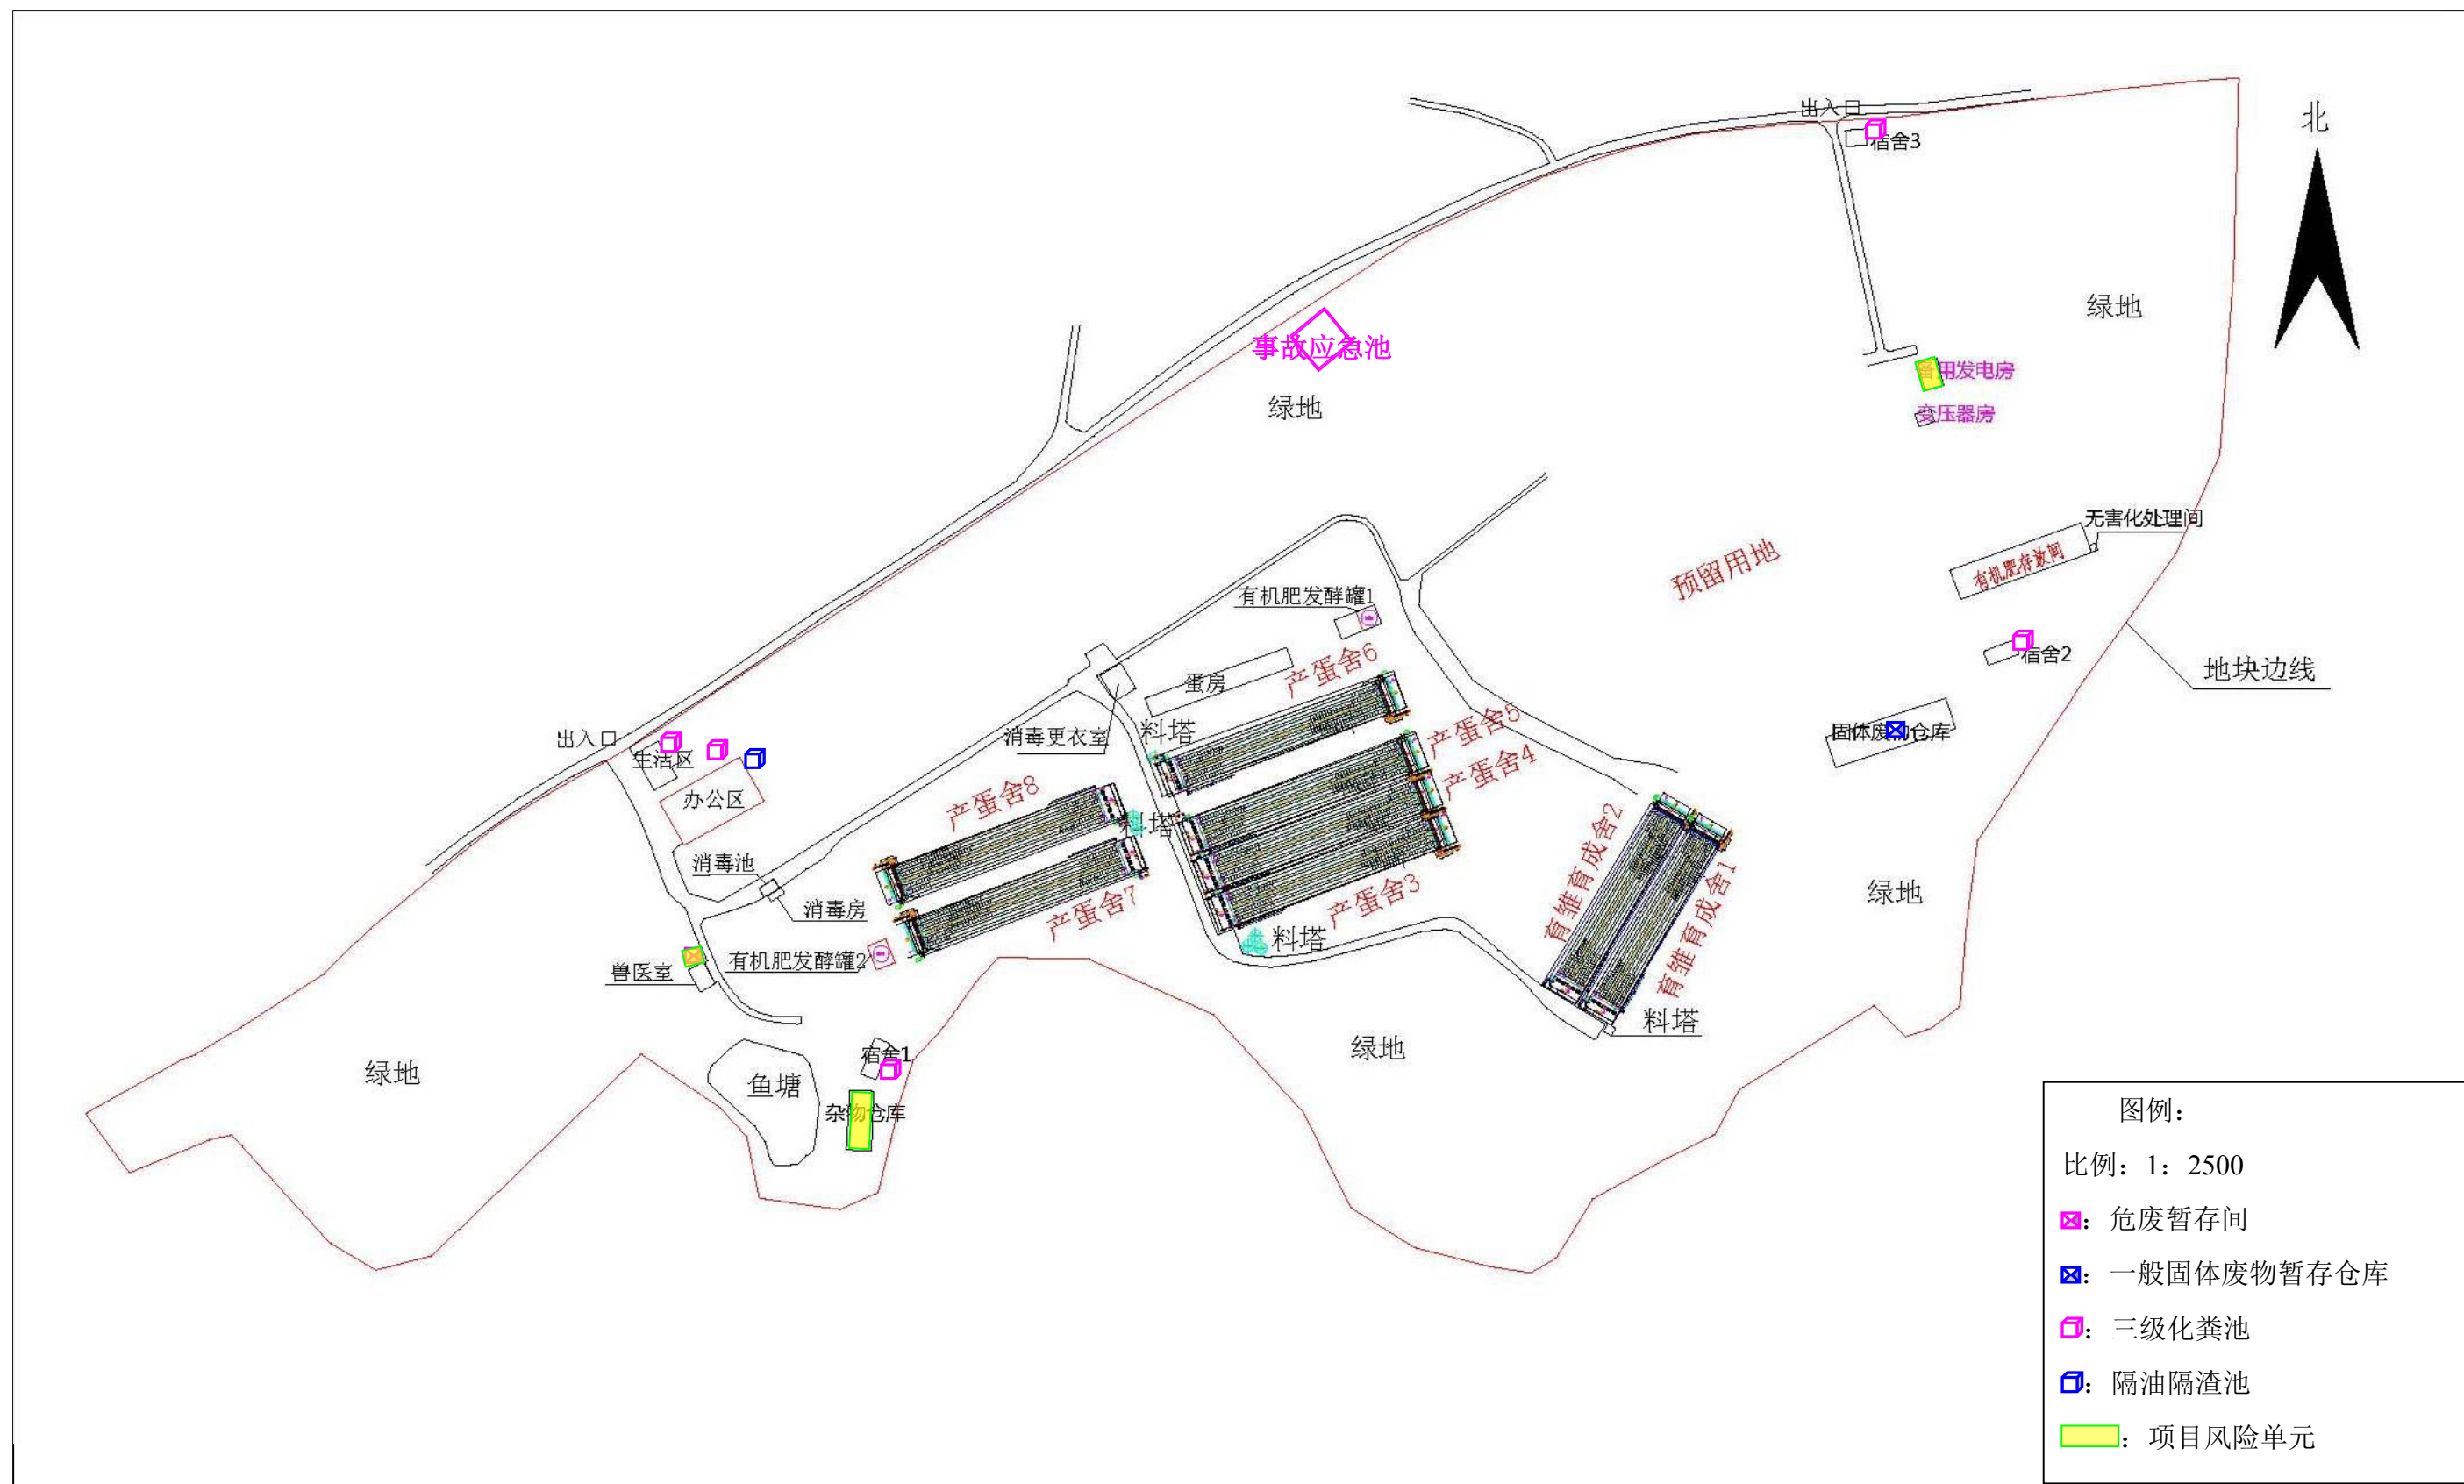 出入口
宿舍3
北
绿地
事故应急池
备用发电房
绿地
变压器房
无害化处理间
有机肥存放间
预留用地
有机肥发酵罐1
宿舍2
产蛋舍6
地块边线
蛋房
产蛋舍5
料塔
消毒更衣室
出入口
固体废物仓库
生活区
产蛋舍4
办公区
产蛋舍8
料塔
育雏育成舍2
消毒池
绿地
产蛋舍3
消毒房
产蛋舍7
育雏育成舍1
料塔
有机肥发酵罐2
兽医室
料塔
绿地
宿舍1
绿地
鱼塘
杂物仓库
图例：
比例：1：2500
：危废暂存间
：一般固体废物暂存仓库
：三级化粪池
：隔油隔渣池
：项目风险单元